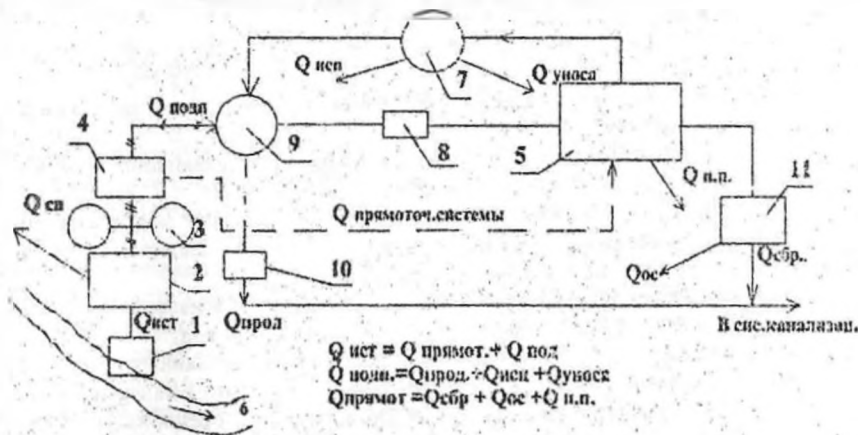 Q исп
7
Q уноса
Q подп
4
9
8
5
11
Q п.п.
Q сп
3
Q прямоточ.системы
2
10
Qос
Qсбр..
Qист
1
Qпрод
В сис.канализац.
6
Q ист = Q прямот.+ Q под
Q подп.=Qпрод.+Qисп +Qуноса
Qпрямот =Qсбр + Qос +Q п.п.